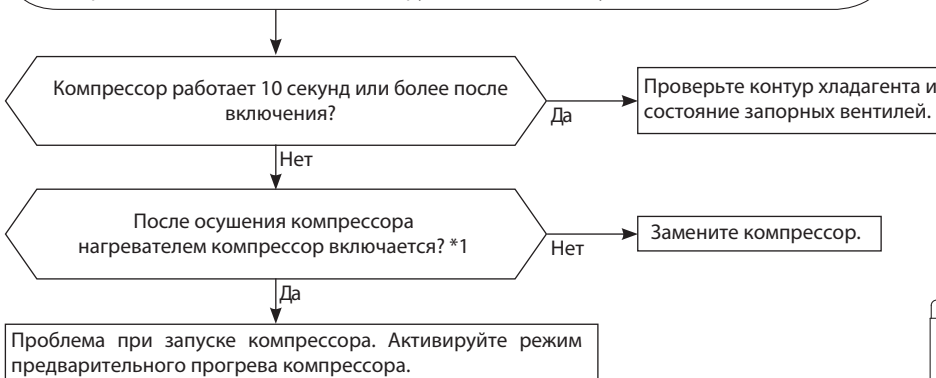 Компрессор работает 10 секунд или более после
включения?
Да
Проверьте контур хладагента и
состояние запорных вентилей.
Нет
После осушения компрессора
нагревателем компрессор включается? *1
Нет
Замените компрессор.
Да
Проблема при запуске компрессора. Активируйте режим
предварительного прогрева компрессора.